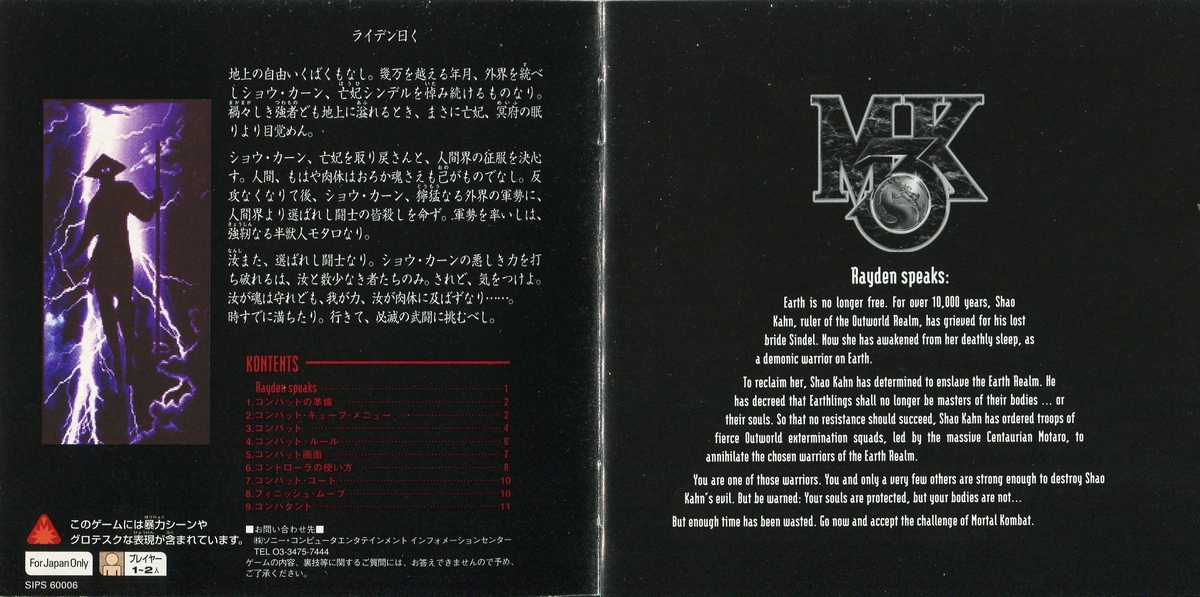 ライデン曰く
地上の自由いくばくもなし。幾万を越える年月、外界を統べ
しショウ・カーン、亡妃シンデルを悼み続けるものなり。
禍々しき強者ども地上に溢れるとき、まさに亡妃、冥府の眠
りより目覚めん。
ショウ・カーン、亡妃を取り戻さんと、人間界の征服を決心
す。人間、もはや肉体はおろか魂さえも己がものでなし。反
攻なくなりて後、ショウ・カーン、獰猛なる外界の軍勢に、
人間界より選ばれし闘士の皆殺しを命ず。軍勢を率いしは、
強靭なる半獣人モタロなり。
汝また、選ばれし闘士なり。ショウ・カーンの悪しき力を打
ち破れるは、汝と数少なき者たちのみ。されど、気をつけよ。
汝が魂は守れども、我が力、汝が肉体に及ばずなり……。
時すでに満ちたり。行きて、必滅の武闘に挑むべし。
KONTENTS
Rayden speaks 1
1.コンバットの準備 2
2.コンバット・キューブ・メニュー 2
3.コンバット 4
4.コンバット・ルール 6
5.コンバット画面 7
6.コントローラの使い方 8
7.コンバット・コード 10
8.フィニッシュ・ムーブ 10
9.コンバタント 11
このゲームには暴力シーンや
グロテスクな表現が含まれています。
For Japan Only
プレイヤー
1~2人
SIPS 60006
■お問い合わせ先■
㈱ソニー・コンピュータエンタテインメント インフォメーションセンター
TEL O3-3475-7444
ゲームの内容、裏技等に関するご質問には、お答えできませんので予め、
ご了承ください。
MK
3
Rayden speaks:
Earth is no longer free. For over 10,000 years, Shao
Kahn, ruler of the Outworld Realm, has grieved for his lost
bride Sindel. Now she has awakened from her deathly sleep, as
a demonic warrior on Earth.
To reclaim her, Shao Kahn has determined to enslave the Earth Realm. He
has decreed that Earthlings shall no longer be masters of their bodies ... or
their souls. So that no resistance should succeed, Shao Kahn has ordered troops of
fierce Outworld extermination squads, led by the massive Centaurian Motaro, to
annihilate the chosen warriors of the Earth Realm.
You are one of those warriors. You and only a very few others are strong enough to destroy Shao
Kahn's evil. But be warned: Your souls are protected, but your bodies are not...
But enough time has been wasted. Go now and accept the challenge of Mortal Kombat.